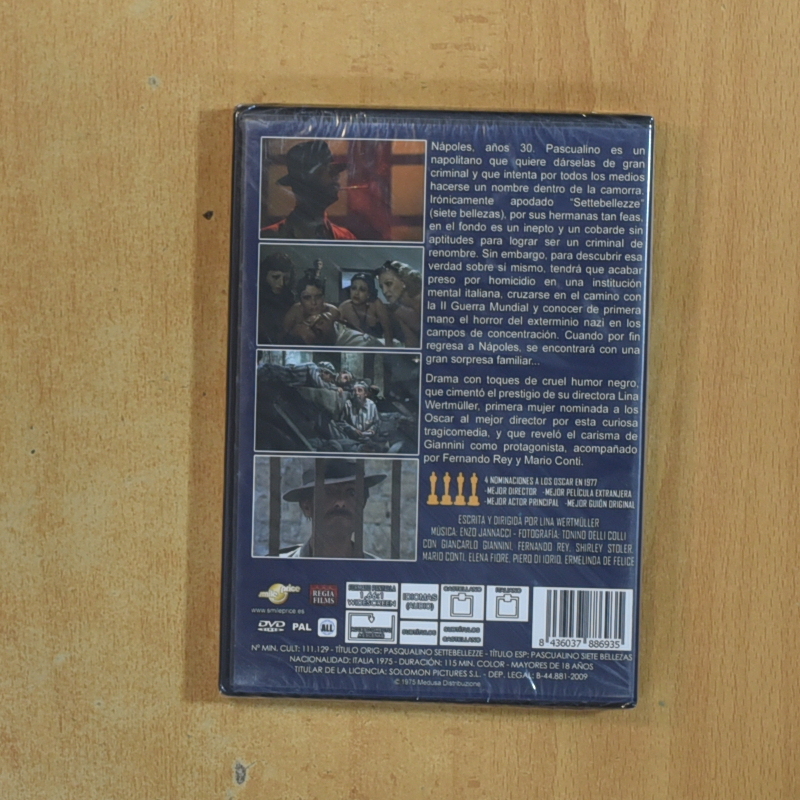 Nápoles, años 30. Pascualino es un
napolitano que quiere dárselas de gran
criminal y que intenta por todos los medios
hacerse un nombre dentro de la camorra.
Irónicamente apodado "Settebellezze"
(siete bellezas), por sus hermanas tan feas,
en el fondo es un inepto y un cobarde sin
aptitudes para lograr ser un criminal de
renombre. Sin embargo, para descubrir esa
verdad sobre si mismo, tendrá que acabar
preso por homicidio en una institución
mental italiana, cruzarse en el camino con
la II Guerra Mundial y conocer de primera
mano el horror del exterminio nazi en los
campos de concentración. Cuando por fin
regresa a Nápoles, se encontrará con una
gran sorpresa familiar...
Drama con toques de cruel humor negro,
que cimentó el prestigio de su directora Lina
Wertmüller, primera mujer nominada a los
Oscar al mejor director por esta curiosa
tragicomedia, y que reveló el carisma de
Giannini como protagonista, acompañado
por Fernando Rey y Mario Conti.
4 NOMINACIONES A LOS OSCAR EN 1977
-MEJOR DIRECTOR -MEJOR PELÍCULA EXTRANJERA
-MEJOR ACTOR PRINCIPAL -MEJOR GUIÓN ORIGINAL
ESCRITA Y DIRIGIDA POR LINA WERTMÜLLER
MÚSICA: ENZO JANNACCI - FOTOGRAFÍA: TONINO DELLI COLLI
CON GIANCARLO GIANNINI, FERNANDO REY, SHIRLEY STOLER,
MARIO CONTI, ELENA FIORE, PIERO DI IORIO, ERMELINDA DE FELICE
smile price
www.smileprice.es
REGIA
FILMS
WIDESCREEN
IDIOMAS
(AUDIO)
CASTELLANO
ITALIANO
SUBTÍTULOS
CASTELLANO
DVD PAL ALL
8 436037 886935
Nº MIN. CULT: 111.129 - TÍTULO ORIG: PASQUALINO SETTEBELLEZZE - TÍTULO ESP: PASCUALINO SIETE BELLEZAS
NACIONALIDAD: ITALIA 1975 - DURACIÓN: 115 MIN. COLOR - MAYORES DE 18 AÑOS
TITULAR DE LA LICENCIA: SOLOMON PICTURES S.L. - DEP. LEGAL: B-44.881-2009
© 1975 Medusa Distribuzione